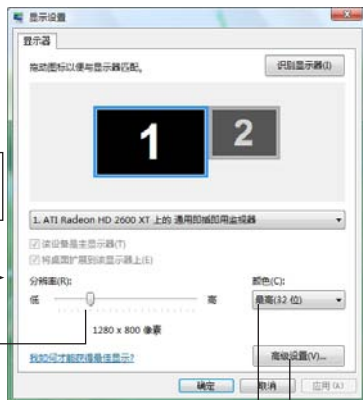 显示设置
显示器
拖动图标以便与显示器匹配。
识别显示器(I)
1
2
1. ATI Radeon HD 2600 XT 上的 通用即插即用监视器
该设备是主显示器(T)
将桌面扩展到该显示器上(E)
分辨率(R):
颜色(C):
低
高
最高(32 位)
1280 x 800 像素
我如何才能获得最佳显示?
高级设置(V)...
确定
取消
应用(A)